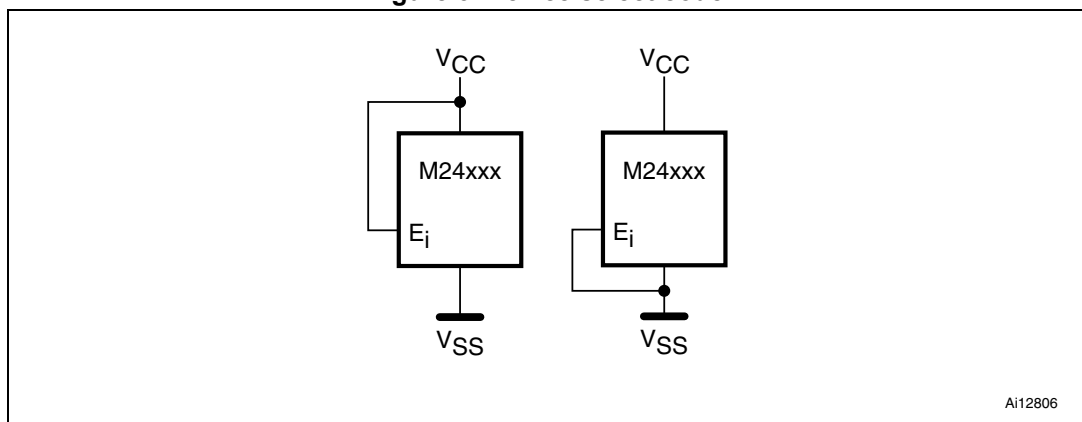 VCC VCC
M24xxx M24xxx
Ei Ei
VSS VSS
Ai12806